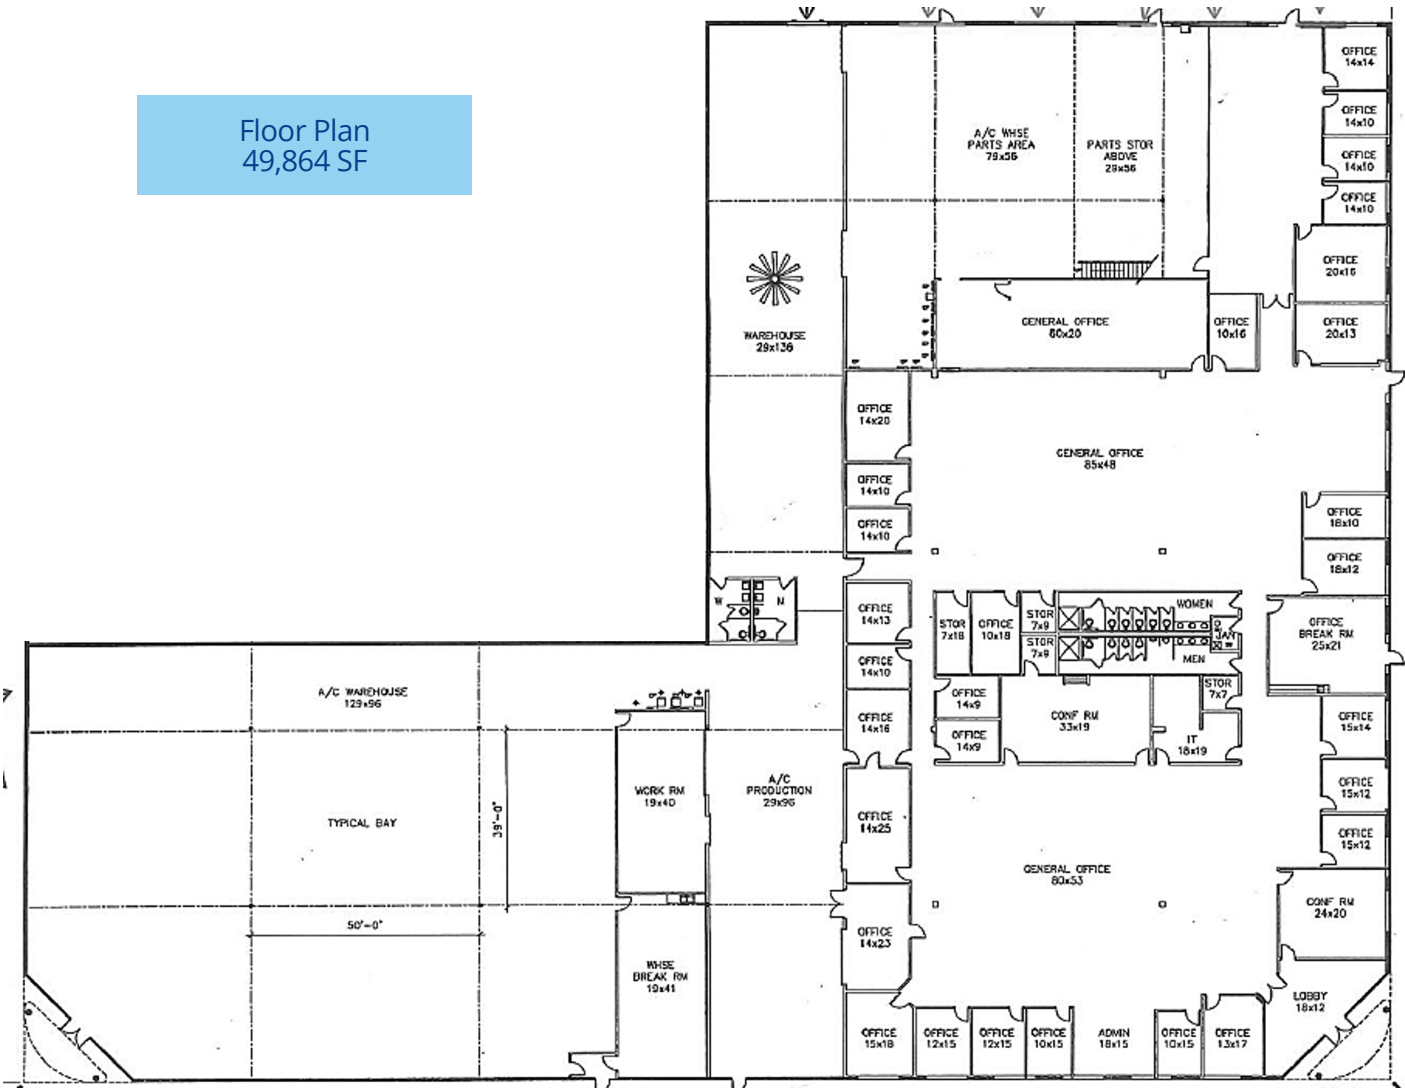 Floor Plan
49,864 SF
OFFICE
14x14
OFFICE
14x10
OFFICE
14x10
OFFICE
14x10
A/C WHSE
PARTS AREA
79x56
PARTS STOR
ABOVE
29x56
OFFICE
20x16
WAREHOUSE
29x136
GENERAL OFFICE
60x20
OFFICE
10x16
OFFICE
20x13
OFFICE
14x20
GENERAL OFFICE
85x48
OFFICE
14x10
OFFICE
14x10
OFFICE
18x10
OFFICE
18x12
W
M
OFFICE
14x13
STOR
7x18
OFFICE
10x18
STOR
7x9
STOR
7x9
WOMEN
JAN
MEN
OFFICE
BREAK RM
25x21
OFFICE
14x10
A/C WAREHOUSE
129x96
OFFICE
14x16
OFFICE
14x9
OFFICE
14x9
CONF RM
33x19
STOR
7x7
IT
18x19
OFFICE
15x14
WORK RM
19x40
A/C
PRODUCTION
29x96
OFFICE
15x12
TYPICAL BAY
39'-0"
OFFICE
14x25
OFFICE
15x12
GENERAL OFFICE
80x53
50'-0"
OFFICE
14x23
CONF RM
24x20
WHSE
BREAK RM
19x41
LOBBY
18x12
OFFICE
15x18
OFFICE
12x15
OFFICE
12x15
OFFICE
10x15
ADMIN
18x15
OFFICE
10x15
OFFICE
13x17